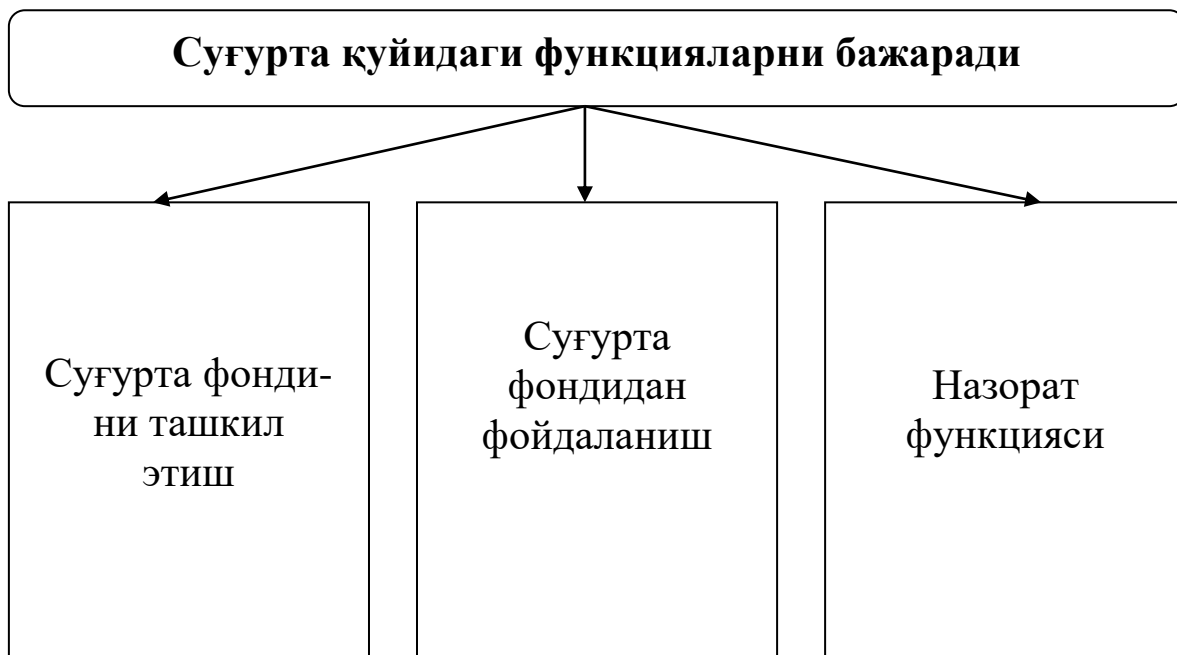 Суғурта қуйидаги функцияларни бажаради
Суғурта фонди-
ни ташкил
этиш
Суғурта
фондидан
фойдаланиш
Назорат
функцияси